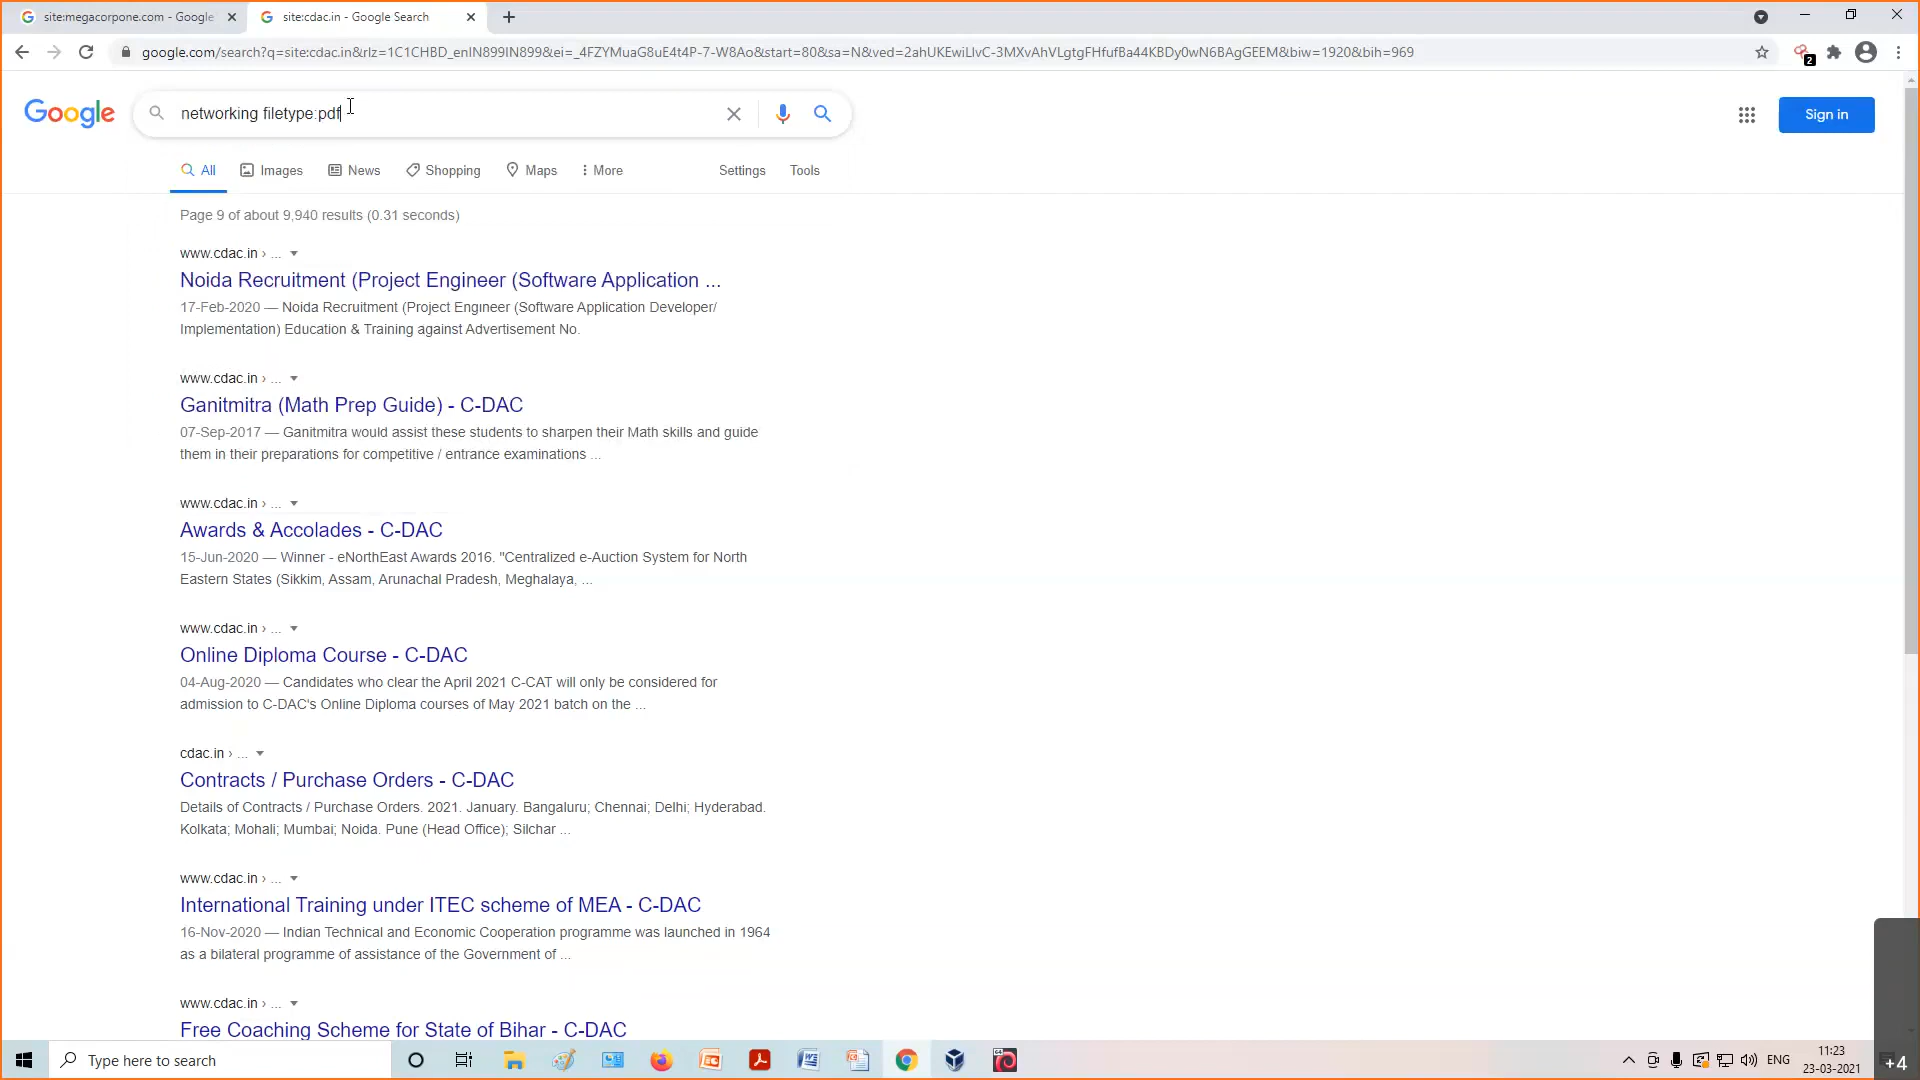 site:megacorpone.com - Google
site:cdac.in - Google Search
google.com/search?q=site:cdac.in&rlz=1C1CHBD_enIN899IN899&ei=_4FZYMuaG8uE4t4P-7-W8Ao&start=80&sa=N&ved=2ahUKEwiLlvC-3MXvAhVLgtgFHfufBa44KBDy0wN6BAgGEEM&biw=1920&bih=969
2
Google
networking filetype:pdf
Sign in
All Images News Shopping Maps More Settings Tools
Page 9 of about 9,940 results (0.31 seconds)
www.cdac.in › ...
Noida Recruitment (Project Engineer (Software Application ...
17-Feb-2020 — Noida Recruitment (Project Engineer (Software Application Developer/
Implementation) Education & Training against Advertisement No.
www.cdac.in › ...
Ganitmitra (Math Prep Guide) - C-DAC
07-Sep-2017 — Ganitmitra would assist these students to sharpen their Math skills and guide
them in their preparations for competitive / entrance examinations ...
www.cdac.in › ...
Awards & Accolades - C-DAC
15-Jun-2020 — Winner - eNorthEast Awards 2016. "Centralized e-Auction System for North
Eastern States (Sikkim, Assam, Arunachal Pradesh, Meghalaya, ...
www.cdac.in › ...
Online Diploma Course - C-DAC
04-Aug-2020 — Candidates who clear the April 2021 C-CAT will only be considered for
admission to C-DAC's Online Diploma courses of May 2021 batch on the ...
cdac.in › ...
Contracts / Purchase Orders - C-DAC
Details of Contracts / Purchase Orders. 2021. January. Bangaluru; Chennai; Delhi; Hyderabad.
Kolkata; Mohali; Mumbai; Noida. Pune (Head Office); Silchar ...
www.cdac.in › ...
International Training under ITEC scheme of MEA - C-DAC
16-Nov-2020 — Indian Technical and Economic Cooperation programme was launched in 1964
as a bilateral programme of assistance of the Government of ...
www.cdac.in › ...
Free Coaching Scheme for State of Bihar - C-DAC
Type here to search
ENG
11:23
23-03-2021
+4